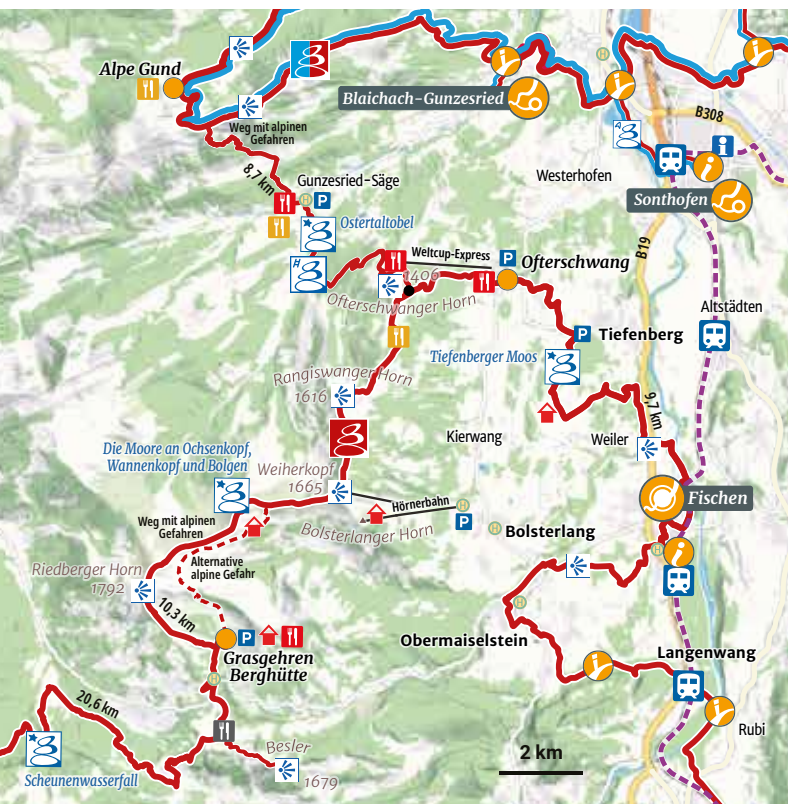 Alpe Gund
Blaichach–Gunzesried
B308
Weg mit alpinen
Gefahren
8,7 km
Gunzesried–Säge
P
H
H
Westerhofen
i
i
Sonthofen
Ostertaltobel
Weltcup-Express
P
Ofterschwang
B19
1406
Ofterschwanger Horn
Altstädten
P
Tiefenberg
Tiefenberger Moos
Rangiswanger Horn
1616
9,7 km
Kierwang
Weiler
Die Moore an Ochsenkopf,
Wannenkopf und Bolgen
Weiherkopf
1665
Hörnerbahn
H
P
Fischen
Weg mit alpinen
Gefahren
Bolsterlanger Horn
H
Bolsterlang
Alternative
alpine Gefahr
H
i
Riedberger Horn
1792
10,3 km
H
P
Grasgehren
Berghütte
H
Obermaiselstein
Langenwang
20,6 km
Rubi
Besler
1679
2 km
Scheunenwasserfall